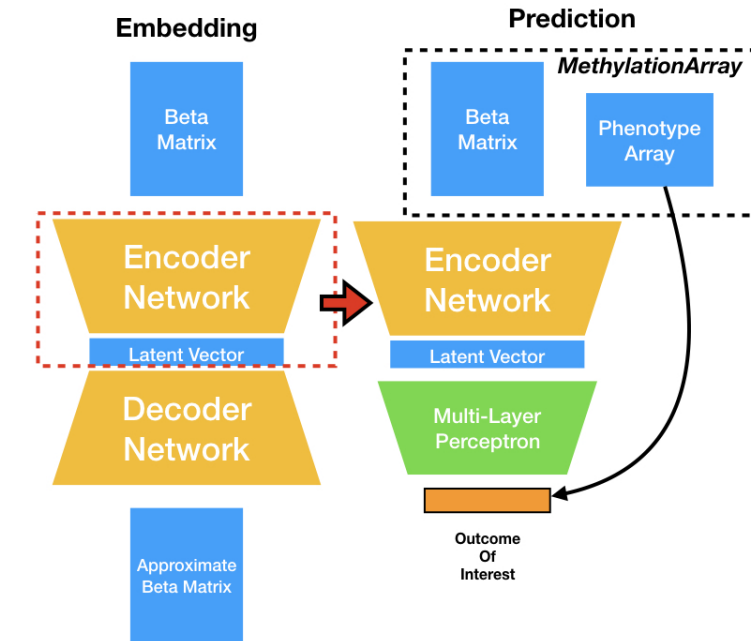 Embedding
Beta
Matrix
Encoder
Network
Latent Vector
Decoder
Network
Approximate
Beta Matrix
Prediction
MethylationArray
Beta
Matrix
Phenotype
Array
Encoder
Network
Latent Vector
Multi-Layer
Perceptron
Outcome
Of
Interest